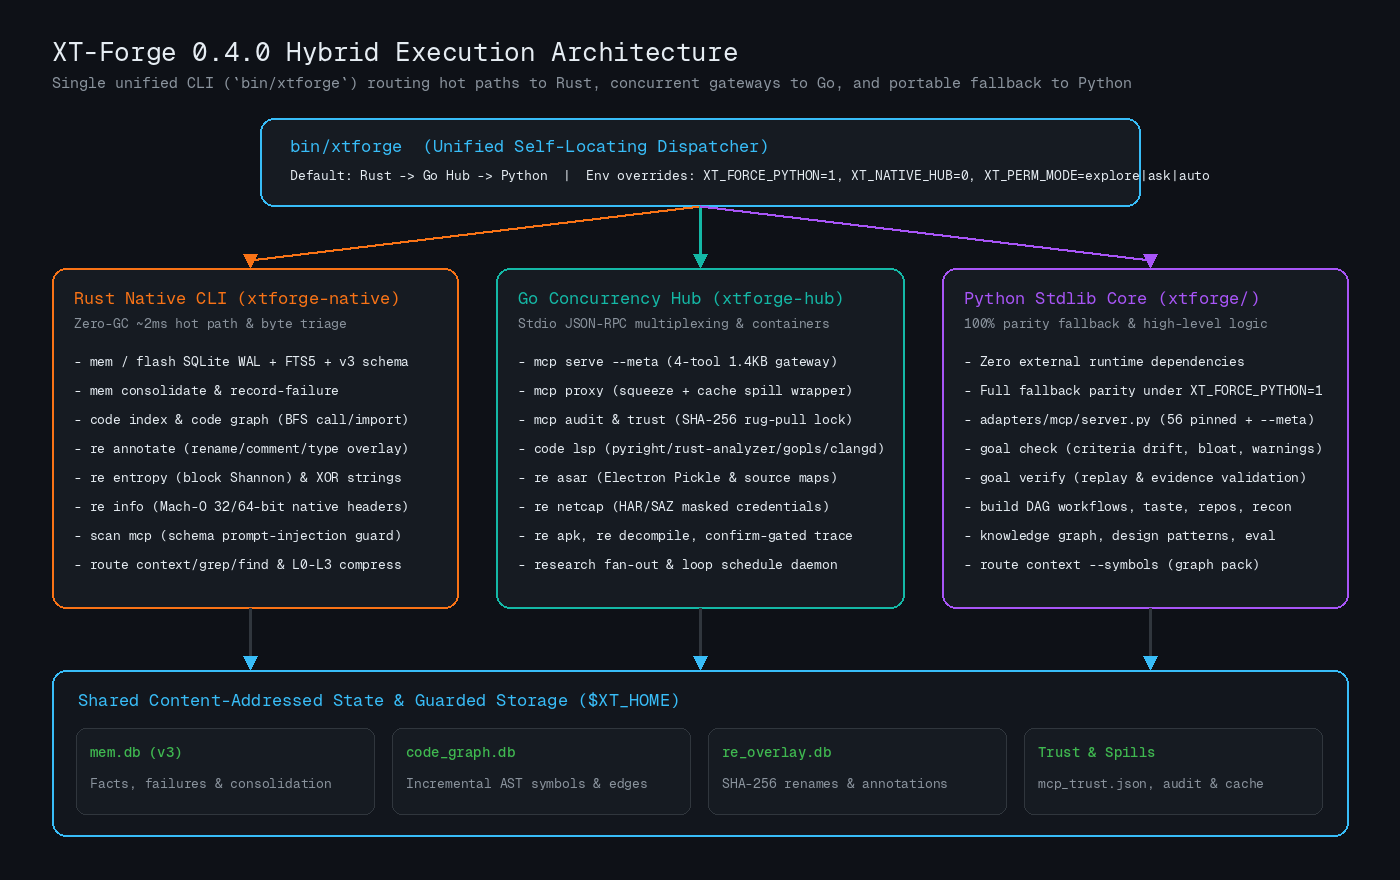 XT-Forge 0.4.0 Hybrid Execution Architecture
Single unified CLI (`bin/xtforge`) routing hot paths to Rust, concurrent gateways to Go, and portable fallback to Python
bin/xtforge  (Unified Self-Locating Dispatcher)
Default: Rust -> Go Hub -> Python  |  Env overrides: XT_FORCE_PYTHON=1, XT_NATIVE_HUB=0, XT_PERM_MODE=explore|ask|auto
Rust Native CLI (xtforge-native)
Zero-GC ~2ms hot path & byte triage
- mem / flash SQLite WAL + FTS5 + v3 schema
- mem consolidate & record-failure
- code index & code graph (BFS call/import)
- re annotate (rename/comment/type overlay)
- re entropy (block Shannon) & XOR strings
- re info (Mach-O 32/64-bit native headers)
- scan mcp (schema prompt-injection guard)
- route context/grep/find & L0-L3 compress
Go Concurrency Hub (xtforge-hub)
Stdio JSON-RPC multiplexing & containers
- mcp serve --meta (4-tool 1.4KB gateway)
- mcp proxy (squeeze + cache spill wrapper)
- mcp audit & trust (SHA-256 rug-pull lock)
- code lsp (pyright/rust-analyzer/gopls/clangd)
- re asar (Electron Pickle & source maps)
- re netcap (HAR/SAZ masked credentials)
- re apk, re decompile, confirm-gated trace
- research fan-out & loop schedule daemon
Python Stdlib Core (xtforge/)
100% parity fallback & high-level logic
- Zero external runtime dependencies
- Full fallback parity under XT_FORCE_PYTHON=1
- adapters/mcp/server.py (56 pinned + --meta)
- goal check (criteria drift, bloat, warnings)
- goal verify (replay & evidence validation)
- build DAG workflows, taste, repos, recon
- knowledge graph, design patterns, eval
- route context --symbols (graph pack)
Shared Content-Addressed State & Guarded Storage ($XT_HOME)
mem.db (v3)
Facts, failures & consolidation
code_graph.db
Incremental AST symbols & edges
re_overlay.db
SHA-256 renames & annotations
Trust & Spills
mcp_trust.json, audit & cache